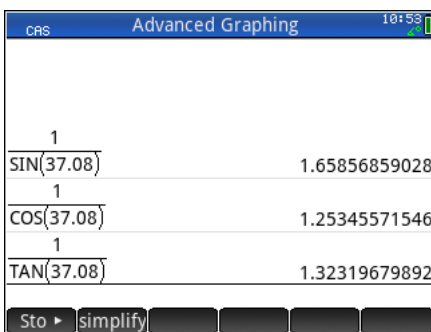 CAS Advanced Graphing 10:53
1
SIN(37.08) 1.65856859028
1
COS(37.08) 1.25345571546
1
TAN(37.08) 1.32319679892
Sto ► simplify